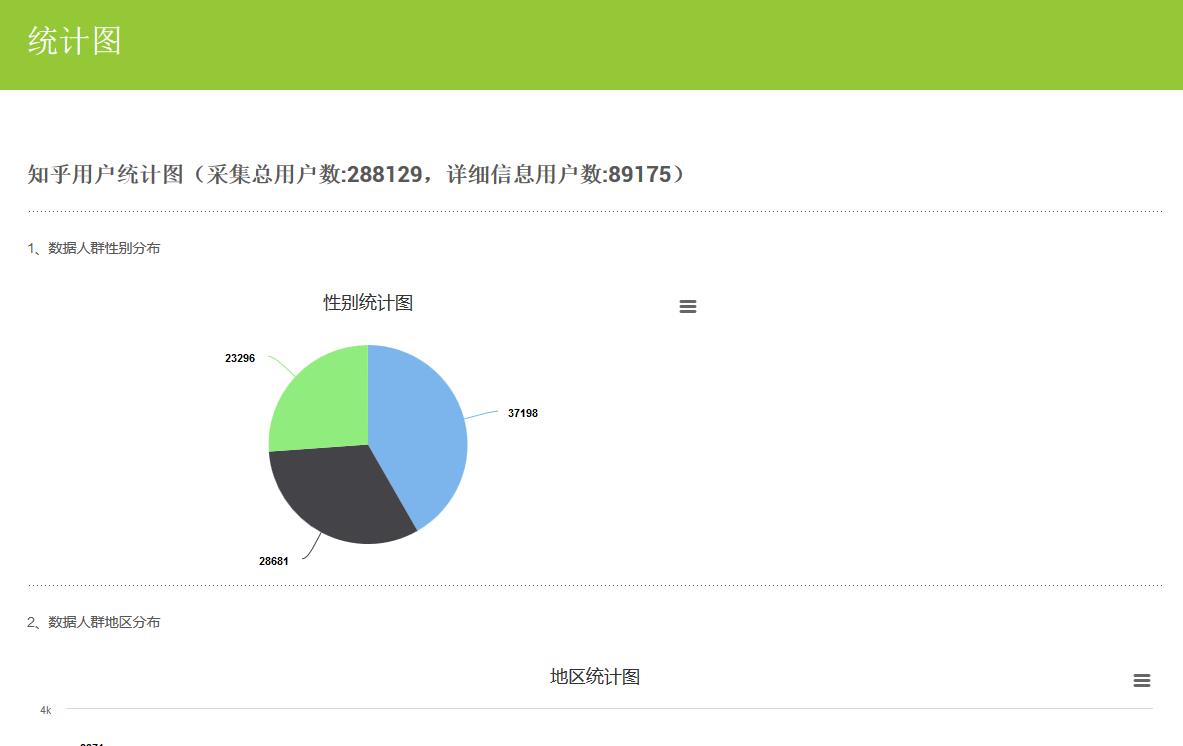 统计图
知乎用户统计图（采集总用户数:288129，详细信息用户数:89175）
1、数据人群性别分布
性别统计图
23296
37198
28681
2、数据人群地区分布
地区统计图
4k